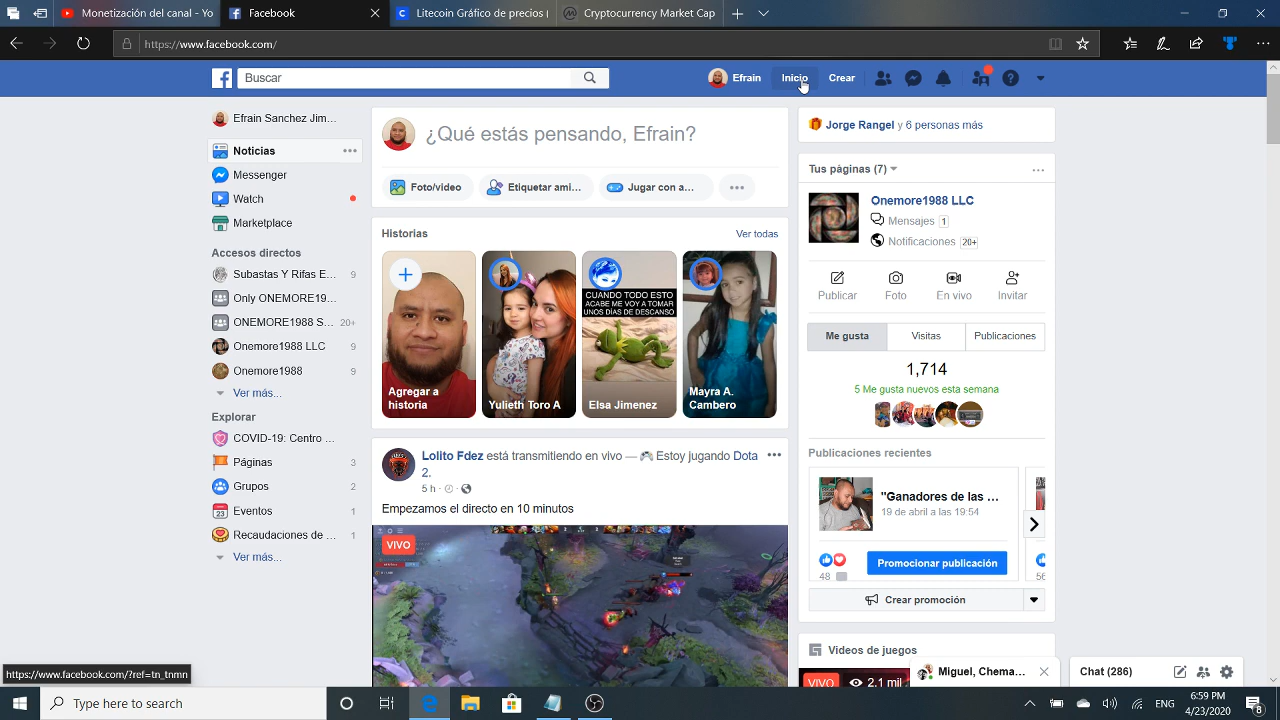 Monetización del canal - Yo
Facebook
Litecoin Gráfico de precios |
Cryptocurrency Market Cap
https://www.facebook.com/
Buscar
Efrain
Inicio
Crear
Efrain Sanchez Jim...
Noticias
Messenger
Watch
Marketplace
Accesos directos
Subastas Y Rifas E... 9
Only ONEMORE19...
ONEMORE1988 S... 20+
Onemore1988 LLC 9
Onemore1988 9
Ver más...
Explorar
COVID-19: Centro ...
Páginas 3
Grupos 2
Eventos 1
Recaudaciones de ... 1
Ver más...
¿Qué estás pensando, Efrain?
Foto/video
Etiquetar ami...
Jugar con a...
Historias
Ver todas
Agregar a
historia
Yulieth Toro A
CUANDO TODO ESTO
ACABE ME VOY A TOMAR
UNOS DÍAS DE DESCANSO
Elsa Jimenez
Mayra A.
Cambero
Lolito Fdez está transmitiendo en vivo — Estoy jugando Dota
2.
5 h
Empezamos el directo en 10 minutos
VIVO
Jorge Rangel y 6 personas más
Tus páginas (7)
Onemore1988 LLC
Mensajes 1
Notificaciones 20+
Publicar
Foto
En vivo
Invitar
Me gusta
Visitas
Publicaciones
1,714
5 Me gusta nuevos esta semana
Publicaciones recientes
"Ganadores de las ...
19 de abril a las 19:54
48
56
Promocionar publicación
Crear promoción
Videos de juegos
VIVO
2,1 mil
Miguel, Chema...
Chat (286)
https://www.facebook.com/?ref=tn_tnmn
Type here to search
ENG
6:59 PM
4/23/2020
6